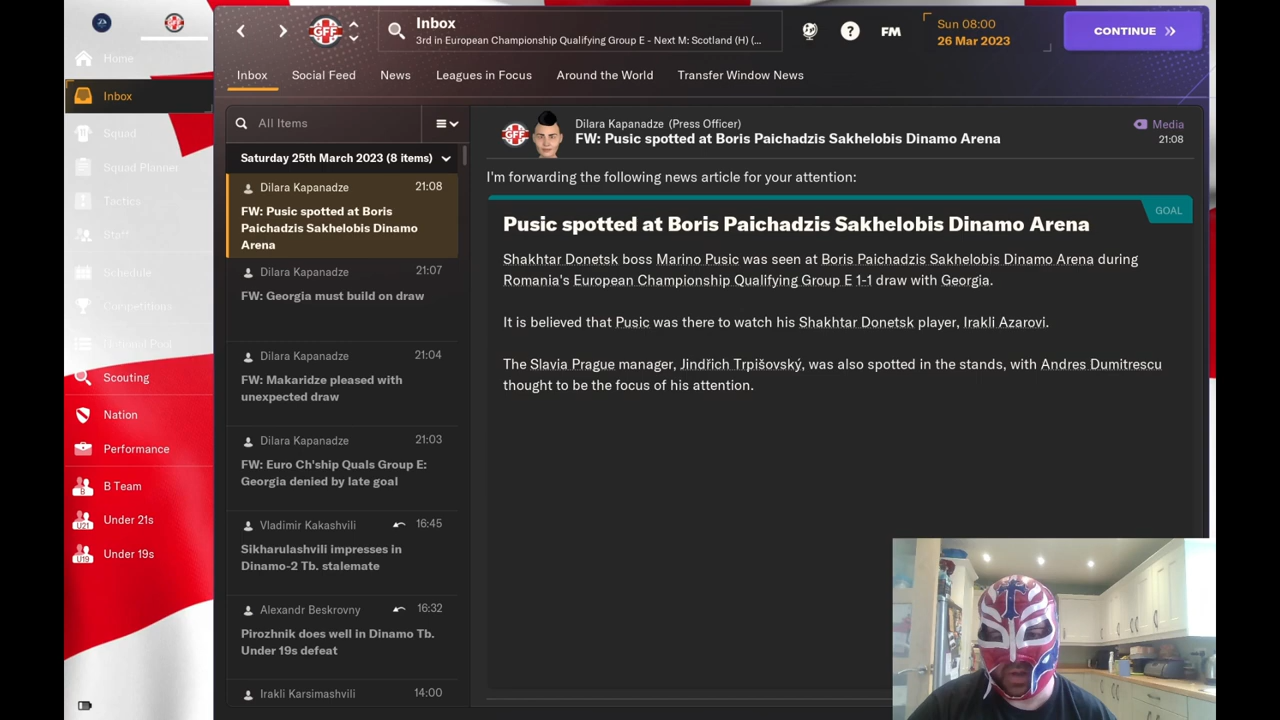 Inbox
3rd in European Championship Qualifying Group E - Next M: Scotland (H) (...
FM
Sun 08:00
26 Mar 2023
CONTINUE
GFF
Inbox
Social Feed
News
Leagues in Focus
Around the World
Transfer Window News
Home
Inbox
Squad
Squad Planner
Tactics
Staff
Schedule
Competitions
Scouting
Nation
Performance
B Team
Under 21s
Under 19s
All Items
Saturday 25th March 2023 (8 items)
Dilara Kapanadze 21:08
FW: Pusic spotted at Boris
Paichadzis Sakhelobis Dinamo
Arena
Dilara Kapanadze 21:07
FW: Georgia must build on draw
Dilara Kapanadze 21:04
FW: Makaridze pleased with
unexpected draw
Dilara Kapanadze 21:03
FW: Euro Ch'ship Quals Group E:
Georgia denied by late goal
Vladimir Kakashvili 16:45
Sikharulashvili impresses in
Dinamo-2 Tb. stalemate
Alexandr Beskrovny 16:32
Pirozhnik does well in Dinamo Tb.
Under 19s defeat
Irakli Karsimashvili 14:00
Dilara Kapanadze (Press Officer)
FW: Pusic spotted at Boris Paichadzis Sakhelobis Dinamo Arena
Media
21:08
I'm forwarding the following news article for your attention:
GOAL
Pusic spotted at Boris Paichadzis Sakhelobis Dinamo Arena
Shakhtar Donetsk boss Marino Pusic was seen at Boris Paichadzis Sakhelobis Dinamo Arena during
Romania's European Championship Qualifying Group E 1-1 draw with Georgia.
It is believed that Pusic was there to watch his Shakhtar Donetsk player, Irakli Azarovi.
The Slavia Prague manager, Jindřich Trpišovský, was also spotted in the stands, with Andres Dumitrescu
thought to be the focus of his attention.